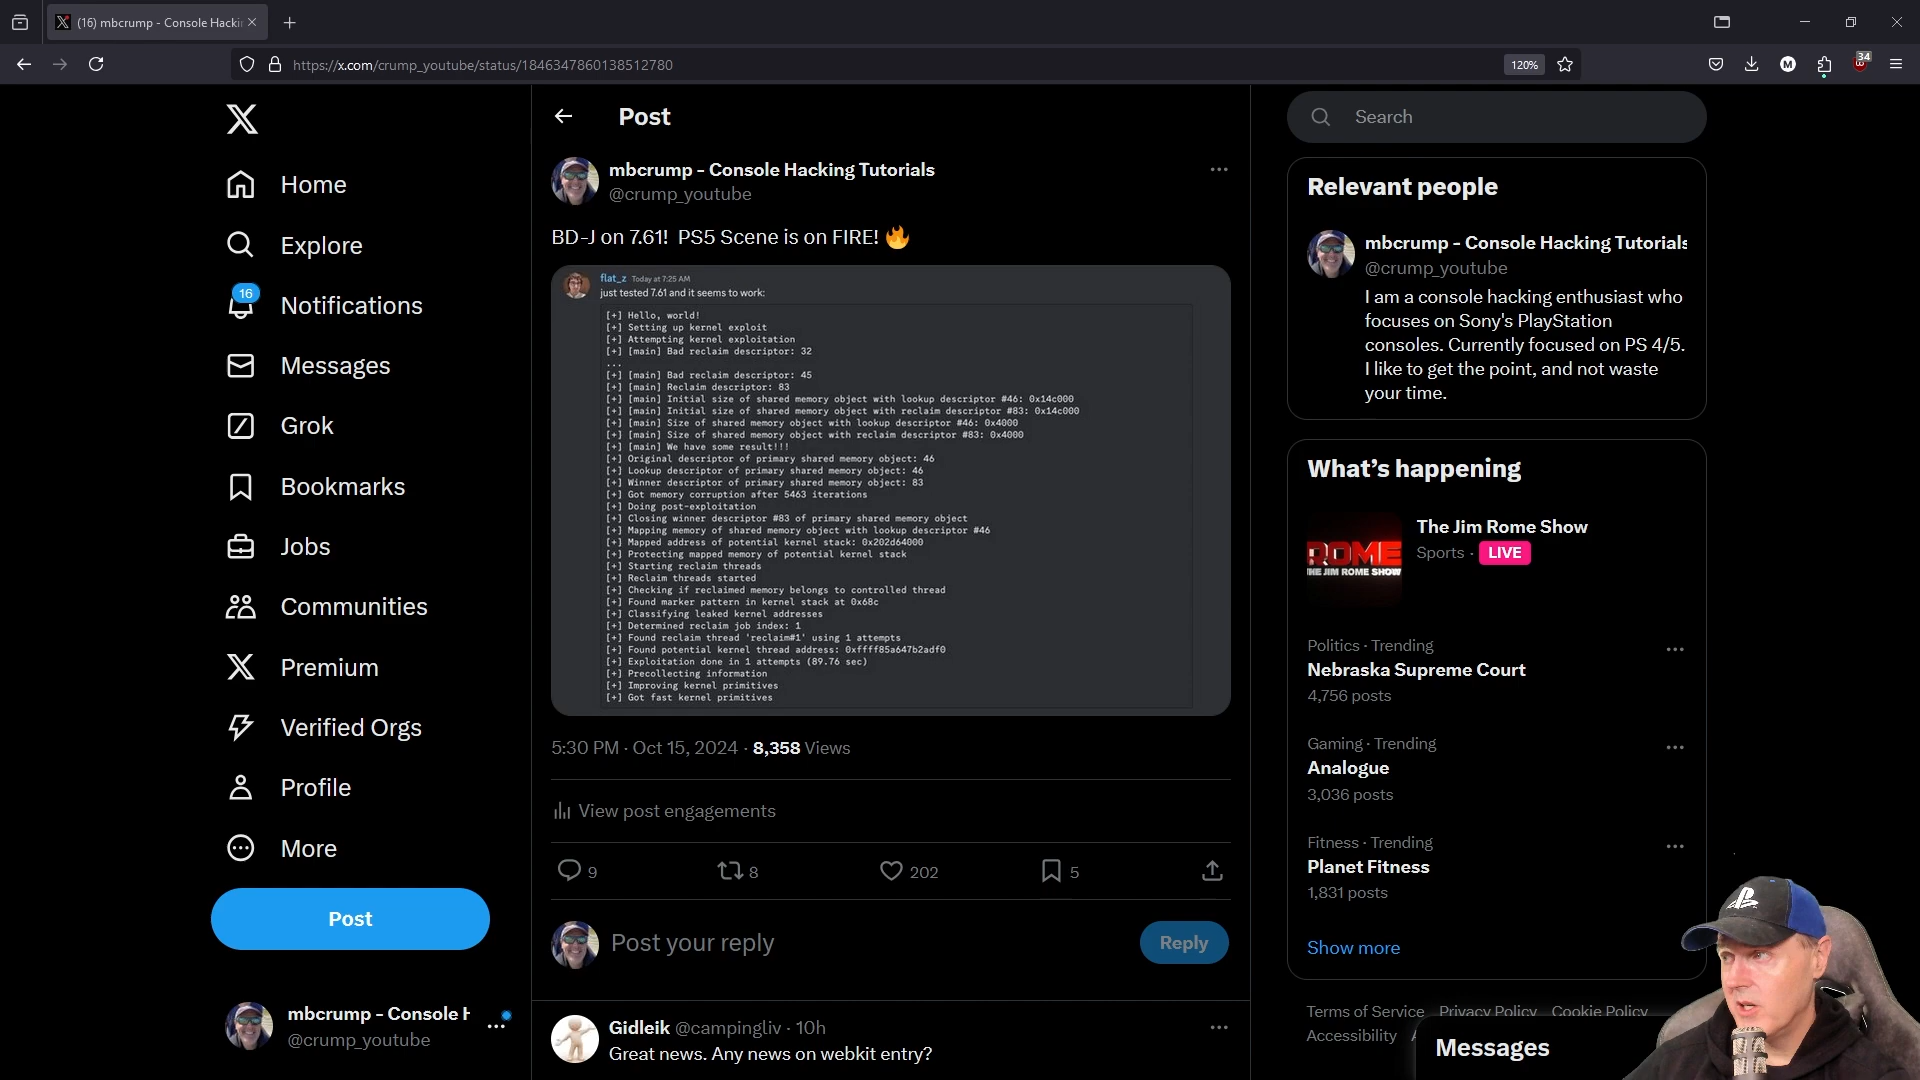 (16) mbcrump - Console Hacki
https://x.com/crump_youtube/status/1846347860138512780
120%
M
34
Home
Explore
16
Notifications
Messages
Grok
Bookmarks
Jobs
Communities
Premium
Verified Orgs
Profile
More
Post
mbcrump - Console H
@crump_youtube
Post
mbcrump - Console Hacking Tutorials
@crump_youtube
BD-J on 7.61! PS5 Scene is on FIRE! 🔥
flat_z Today at 7:25 AM
just tested 7.61 and it seems to work:
[+] Hello, world!
[+] Setting up kernel exploit
[+] Attempting kernel exploitation
[+] [main] Bad reclaim descriptor: 32
...
[+] [main] Bad reclaim descriptor: 45
[+] [main] Reclaim descriptor: 83
[+] [main] Initial size of shared memory object with lookup descriptor #46: 0x14c000
[+] [main] Initial size of shared memory object with reclaim descriptor #83: 0x14c000
[+] [main] Size of shared memory object with lookup descriptor #46: 0x4000
[+] [main] Size of shared memory object with reclaim descriptor #83: 0x4000
[+] [main] We have some result!!!
[+] Original descriptor of primary shared memory object: 46
[+] Lookup descriptor of primary shared memory object: 46
[+] Winner descriptor of primary shared memory object: 83
[+] Got memory corruption after 5463 iterations
[+] Doing post-exploitation
[+] Closing winner descriptor #83 of primary shared memory object
[+] Mapping memory of shared memory object with lookup descriptor #46
[+] Mapped address of potential kernel stack: 0x202d64000
[+] Protecting mapped memory of potential kernel stack
[+] Starting reclaim threads
[+] Reclaim threads started
[+] Checking if reclaimed memory belongs to controlled thread
[+] Found marker pattern in kernel stack at 0x68c
[+] Classifying leaked kernel addresses
[+] Determined reclaim job index: 1
[+] Found reclaim thread 'reclaim#1' using 1 attempts
[+] Found potential kernel thread address: 0xffff85a647b2adf0
[+] Exploitation done in 1 attempts (89.76 sec)
[+] Precollecting information
[+] Improving kernel primitives
[+] Got fast kernel primitives
5:30 PM · Oct 15, 2024 · 8,358 Views
View post engagements
9 8 202 5
Post your reply
Reply
Gidleik @campingliv · 10h
Great news. Any news on webkit entry?
Search
Relevant people
mbcrump - Console Hacking Tutorials
@crump_youtube
I am a console hacking enthusiast who
focuses on Sony's PlayStation
consoles. Currently focused on PS 4/5.
I like to get the point, and not waste
your time.
What's happening
ROME
THE JIM ROME SHOW
The Jim Rome Show
Sports · LIVE
Politics · Trending
Nebraska Supreme Court
4,756 posts
Gaming · Trending
Analogue
3,036 posts
Fitness · Trending
Planet Fitness
1,831 posts
Show more
Terms of Service Privacy Policy Cookie Policy
Accessibility
Messages